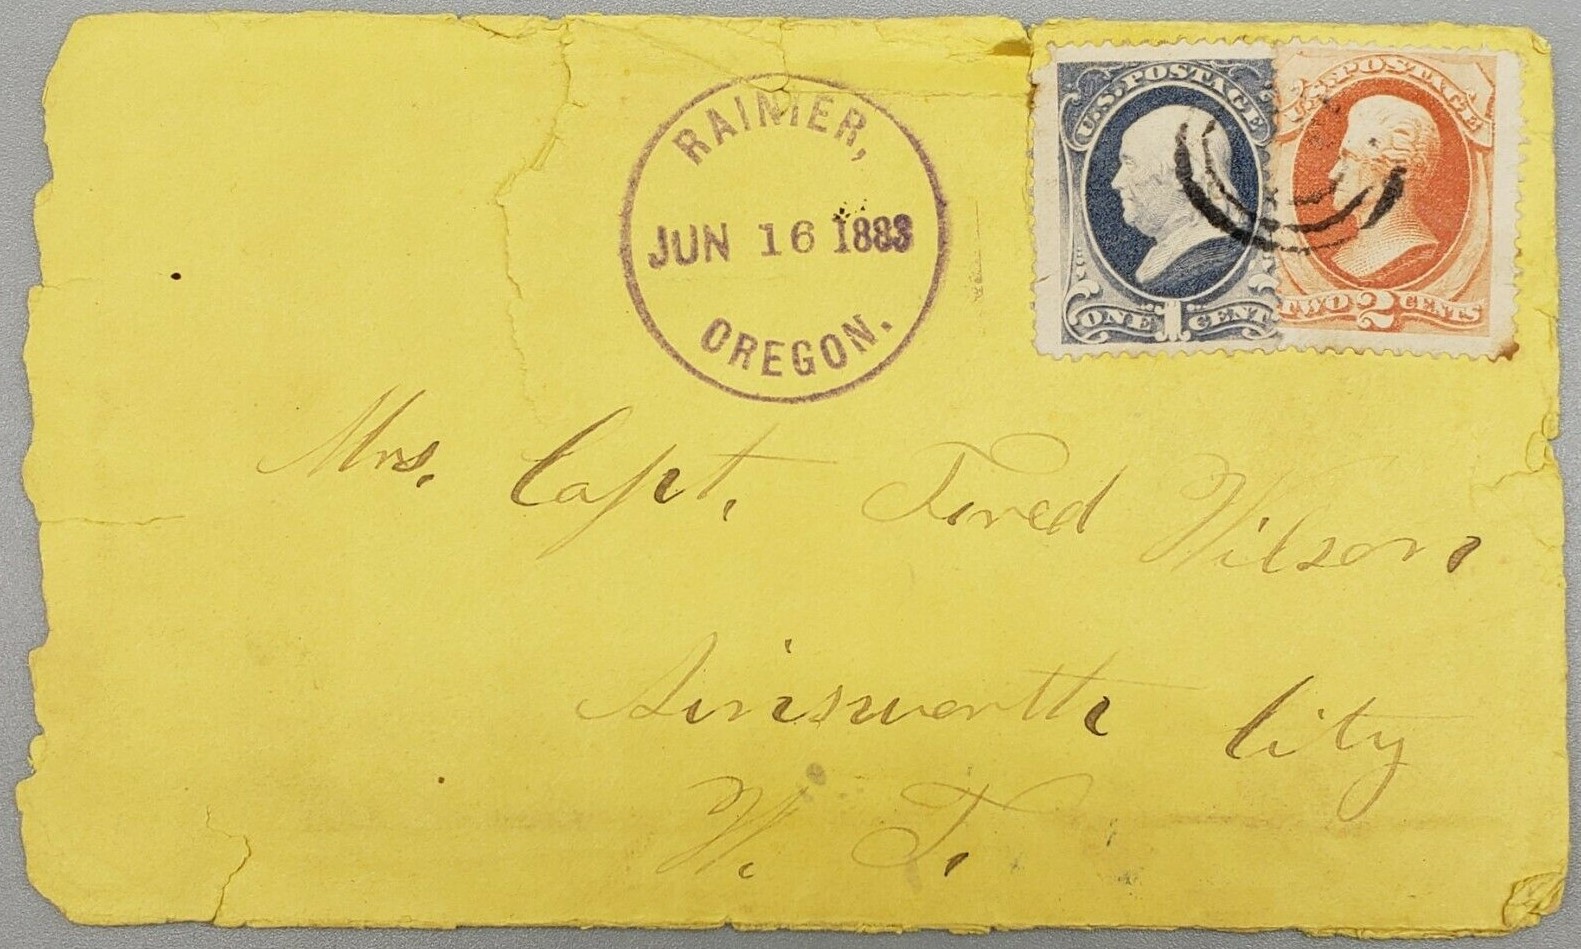 RAINIER,
JUN 16 1883
OREGON.
U.S. POSTAGE
ONE 1 CENT
U.S. POSTAGE
TWO 2 CENTS
Mrs. Capt. Fred Wilson,
Ainsworth City
W. T.